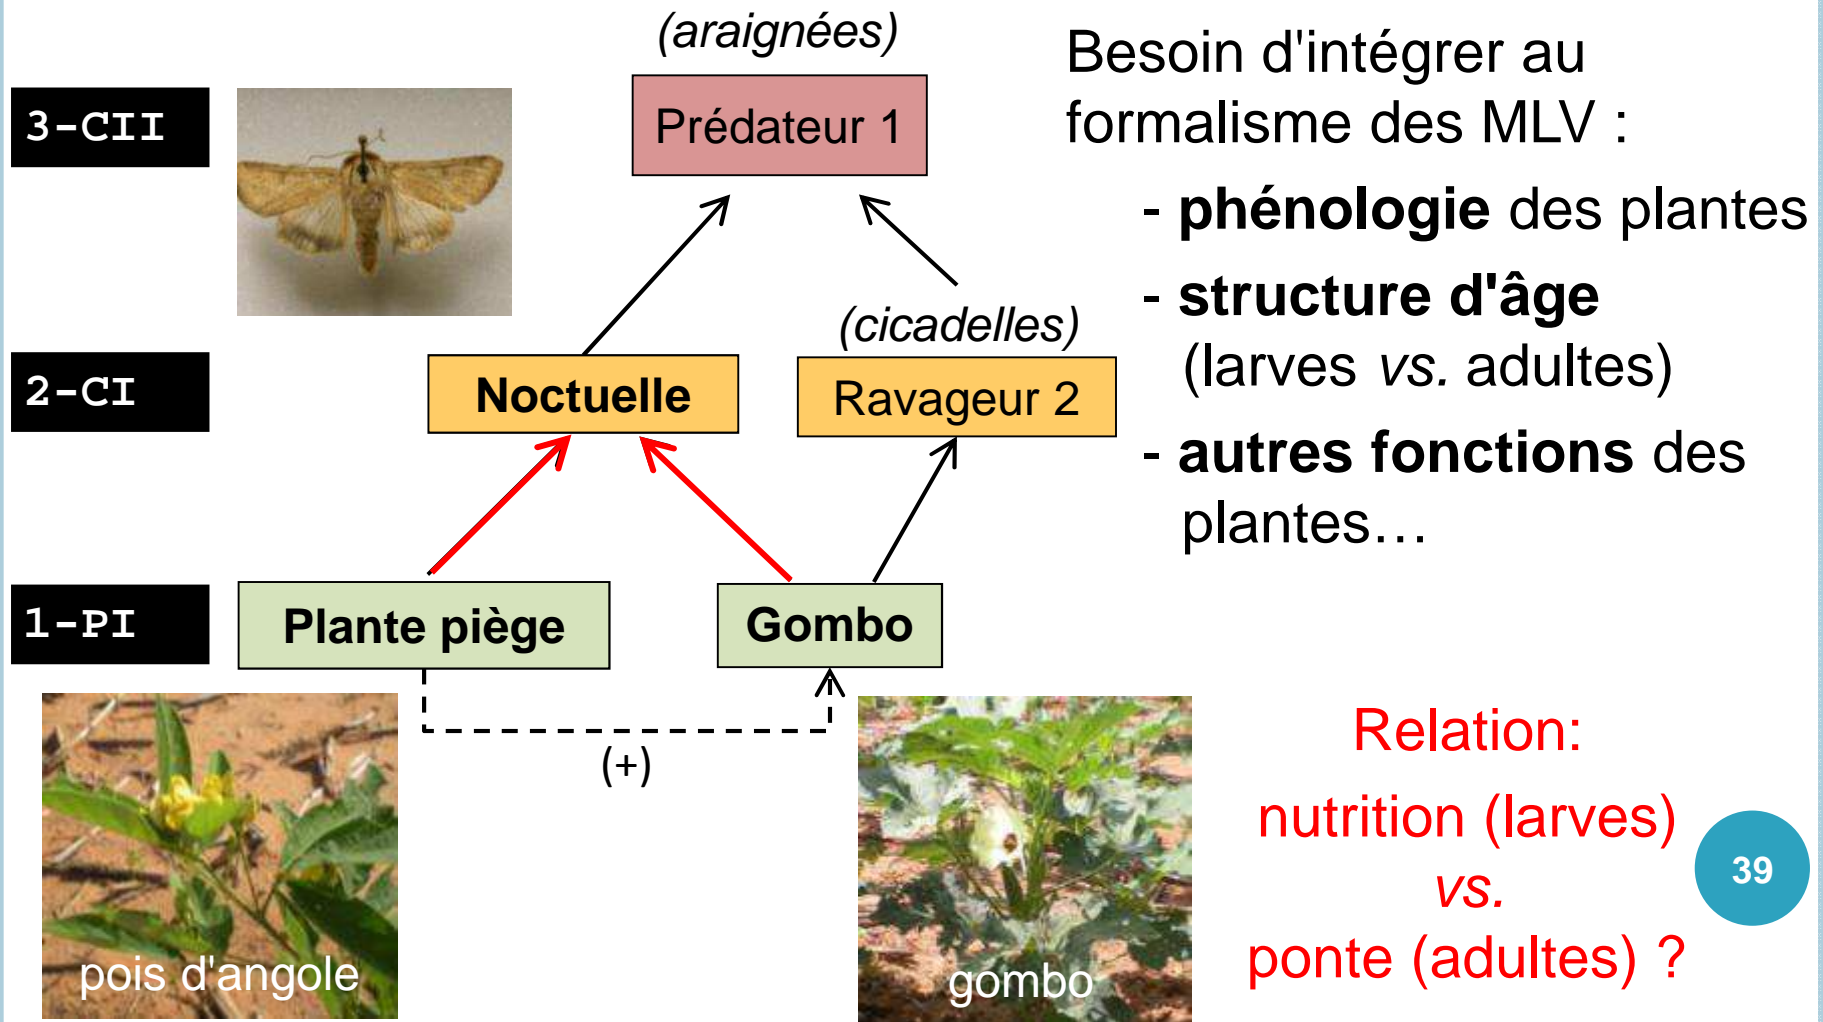 (araignées)
3-CII
Prédateur 1
(cicadelles)
2-CI
Noctuelle
Ravageur 2
1-PI
Plante piège
Gombo
(+)
pois d'angole
gombo
Besoin d'intégrer au
formalisme des MLV :
- phénologie des plantes
- structure d'âge
(larves vs. adultes)
- autres fonctions des
plantes…
Relation:
nutrition (larves)
vs.
ponte (adultes) ?
39